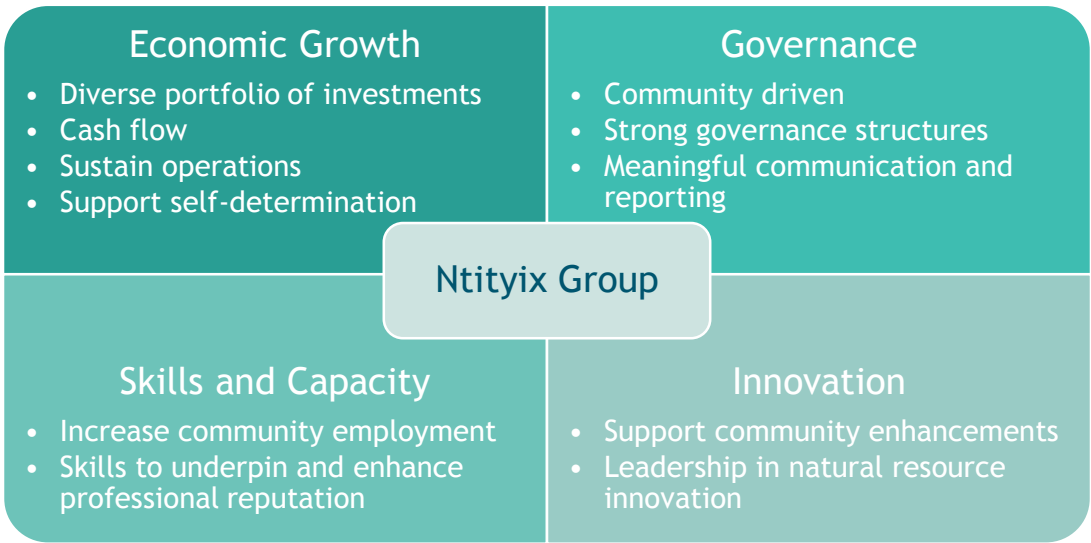 Economic Growth
• Diverse portfolio of investments
• Cash flow
• Sustain operations
• Support self-determination
Governance
• Community driven
• Strong governance structures
• Meaningful communication and
reporting
Ntityix Group
Skills and Capacity
• Increase community employment
• Skills to underpin and enhance
professional reputation
Innovation
• Support community enhancements
• Leadership in natural resource
innovation